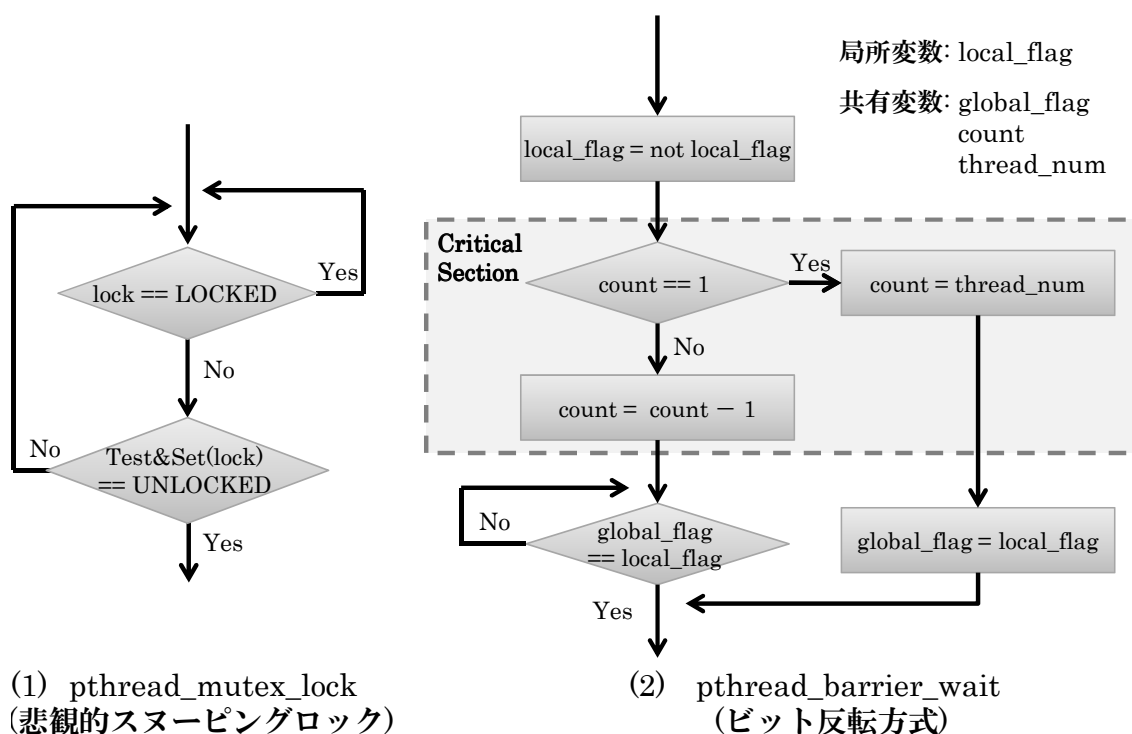 局所変数: local_flag
共有変数: global_flag
count
thread_num
lock == LOCKED
Yes
No
Test&Set(lock)
== UNLOCKED
No
Yes
(1) pthread_mutex_lock
(悲観的スヌーピングロック)
local_flag = not local_flag
Critical
Section
count == 1
Yes
count = thread_num
No
count = count − 1
global_flag
== local_flag
No
global_flag = local_flag
Yes
(2) pthread_barrier_wait
(ビット反転方式)